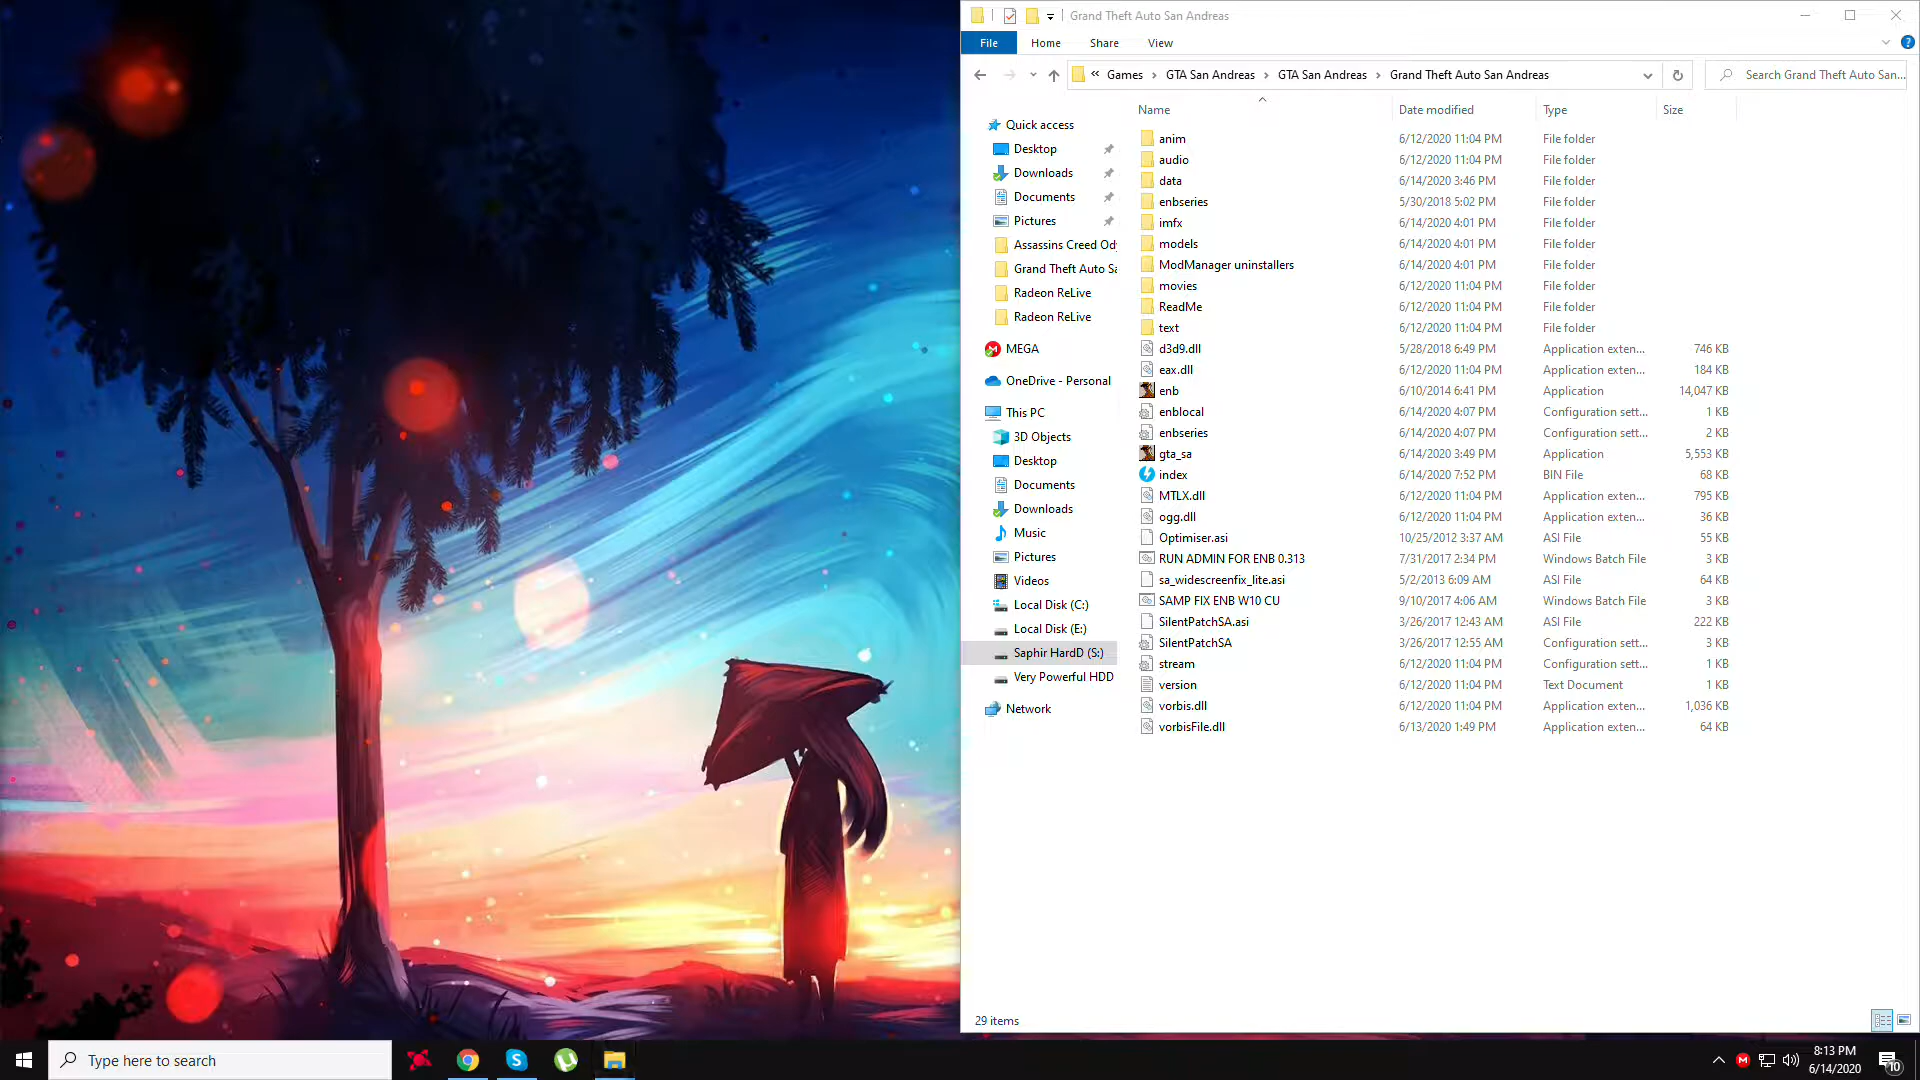 Grand Theft Auto San Andreas
File Home Share View
« Games › GTA San Andreas › GTA San Andreas › Grand Theft Auto San Andreas
Search Grand Theft Auto San...
Name Date modified Type Size
Quick access
Desktop
Downloads
Documents
Pictures
Assassins Creed Od
Grand Theft Auto Sa
Radeon ReLive
Radeon ReLive
MEGA
OneDrive - Personal
This PC
3D Objects
Desktop
Documents
Downloads
Music
Pictures
Videos
Local Disk (C:)
Local Disk (E:)
Saphir HardD (S:)
Very Powerful HDD
Network
anim 6/12/2020 11:04 PM File folder
audio 6/12/2020 11:04 PM File folder
data 6/14/2020 3:46 PM File folder
enbseries 5/30/2018 5:02 PM File folder
imfx 6/14/2020 4:01 PM File folder
models 6/14/2020 4:01 PM File folder
ModManager uninstallers 6/14/2020 4:01 PM File folder
movies 6/12/2020 11:04 PM File folder
ReadMe 6/12/2020 11:04 PM File folder
text 6/12/2020 11:04 PM File folder
d3d9.dll 5/28/2018 6:49 PM Application exten... 746 KB
eax.dll 6/12/2020 11:04 PM Application exten... 184 KB
enb 6/10/2014 6:41 PM Application 14,047 KB
enblocal 6/14/2020 4:07 PM Configuration sett... 1 KB
enbseries 6/14/2020 4:07 PM Configuration sett... 2 KB
gta_sa 6/14/2020 3:49 PM Application 5,553 KB
index 6/14/2020 7:52 PM BIN File 68 KB
MTLX.dll 6/12/2020 11:04 PM Application exten... 795 KB
ogg.dll 6/12/2020 11:04 PM Application exten... 36 KB
Optimiser.asi 10/25/2012 3:37 AM ASI File 55 KB
RUN ADMIN FOR ENB 0.313 7/31/2017 2:34 PM Windows Batch File 3 KB
sa_widescreenfix_lite.asi 5/2/2013 6:09 AM ASI File 64 KB
SAMP FIX ENB W10 CU 9/10/2017 4:06 AM Windows Batch File 3 KB
SilentPatchSA.asi 3/26/2017 12:43 AM ASI File 222 KB
SilentPatchSA 3/26/2017 12:55 AM Configuration sett... 3 KB
stream 6/12/2020 11:04 PM Configuration sett... 1 KB
version 6/12/2020 11:04 PM Text Document 1 KB
vorbis.dll 6/12/2020 11:04 PM Application exten... 1,036 KB
vorbisFile.dll 6/13/2020 1:49 PM Application exten... 64 KB
29 items
Type here to search
8:13 PM
6/14/2020
10